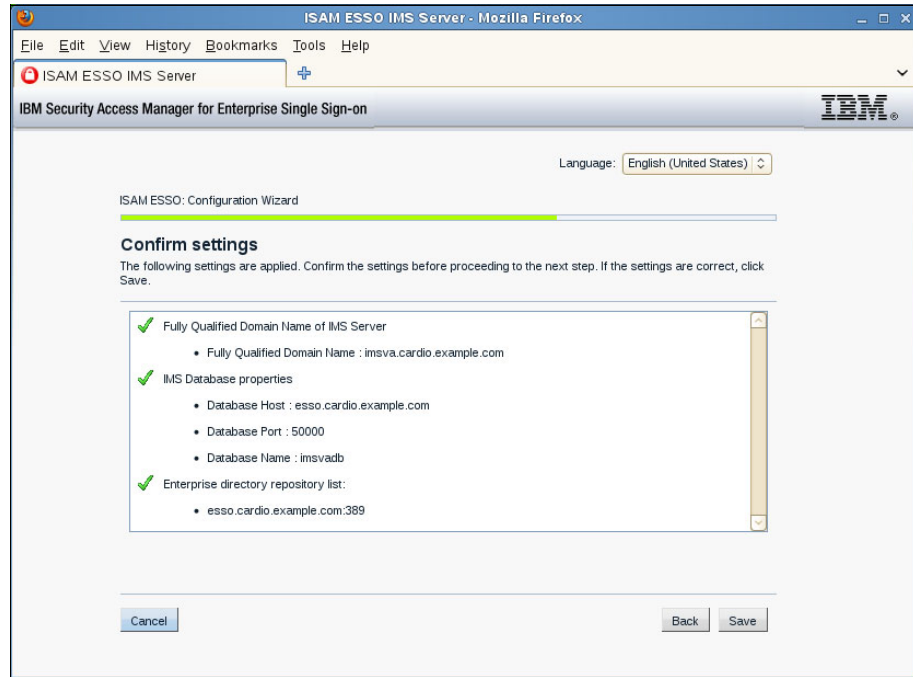 ISAM ESSO IMS Server - Mozilla Firefox
File Edit View History Bookmarks Tools Help
ISAM ESSO IMS Server
IBM Security Access Manager for Enterprise Single Sign-on
IBM®
Language: English (United States)
ISAM ESSO: Configuration Wizard
Confirm settings
The following settings are applied. Confirm the settings before proceeding to the next step. If the settings are correct, click
Save.
Fully Qualified Domain Name of IMS Server
• Fully Qualified Domain Name : imsva.cardio.example.com
IMS Database properties
• Database Host : esso.cardio.example.com
• Database Port : 50000
• Database Name : imsvadb
Enterprise directory repository list:
• esso.cardio.example.com:389
Cancel Back Save